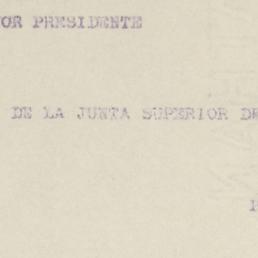 OR PRESIDENTE
DE LA JUNTA SUPERIOR DE